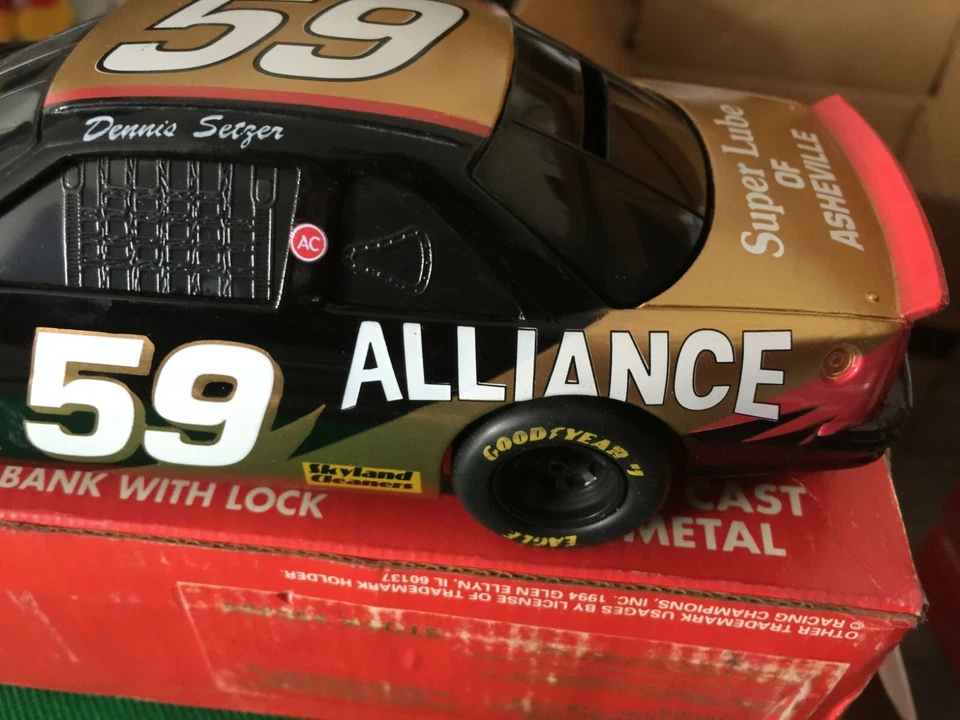 59
Dennis Setzer
AC
Super Lube
OF
ASHEVILLE
ALLIANCE
59
Skyland
Cleaners
GOODYEAR
EAGLE
BANK WITH LOCK
CAST
METAL
OTHER TRADEMARK USAGES BY LICENSE OF TRADEMARK HOLDER.
© RACING CHAMPIONS, INC. 1994 GLEN ELLYN, IL 60137